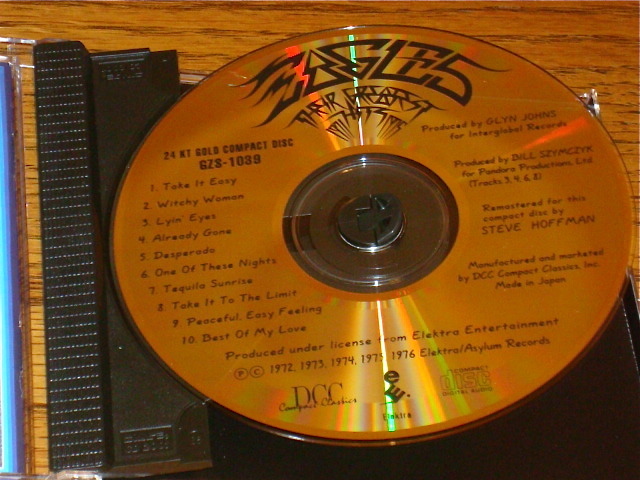 EAGLES
THEIR GREATEST
HITS
24 KT GOLD COMPACT DISC
GZS-1039
1. Take It Easy
2. Witchy Woman
3. Lyin' Eyes
4. Already Gone
5. Desperado
6. One Of These Nights
7. Tequila Sunrise
8. Take It To The Limit
9. Peaceful, Easy Feeling
10. Best Of My Love
Produced by GLYN JOHNS
for Interglobal Records
Produced by BILL SZYMCZYK
for Pandora Productions, Ltd.
(Tracks 3, 4, 6, 8)
Remastered for this
compact disc by
STEVE HOFFMAN
Manufactured and marketed
by DCC Compact Classics, Inc.
Made in Japan
Produced under license from Elektra Entertainment
Ⓟ © 1972, 1973, 1974, 1975 1976 Elektra/Asylum Records
DCC
Compact Classics
e
Elektra
COMPACT
disc
DIGITAL AUDIO